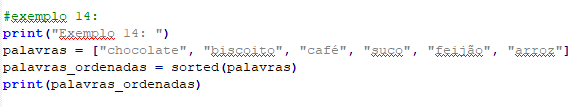 #exemplo 14:
print("Exemplo 14: ")
palavras = ["chocolate", "biscoito", "café", "suco", "feijão", "arroz"]
palavras_ordenadas = sorted(palavras)
print(palavras_ordenadas)